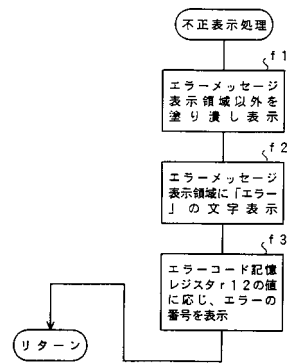 不正表示処理
f1
エラーメッセージ
表示領域以外を
塗り潰し表示
f2
エラーメッセージ
表示領域に「エラー
」の文字表示
f3
エラーコード記憶
レジスタr12の値
に応じ、エラーの
番号を表示
リターン